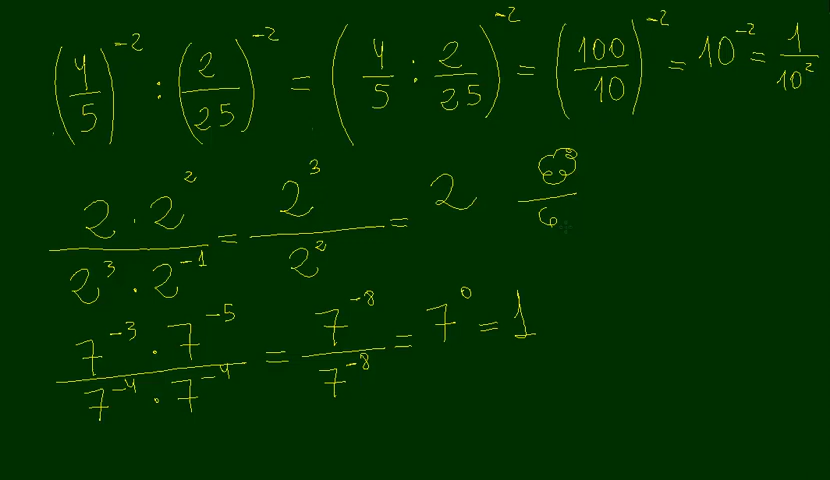 (4/5)^-2 : (2/25)^-2 = (4/5 : 2/25)^-2 = (100/10)^-2 = 10^-2 = 1/10^2
2 · 2^2 / 2^3 · 2^-1 = 2^3 / 2^2 = 2
7^-3 · 7^-5 / 7^-4 · 7^-4 = 7^-8 / 7^-8 = 7^0 = 1